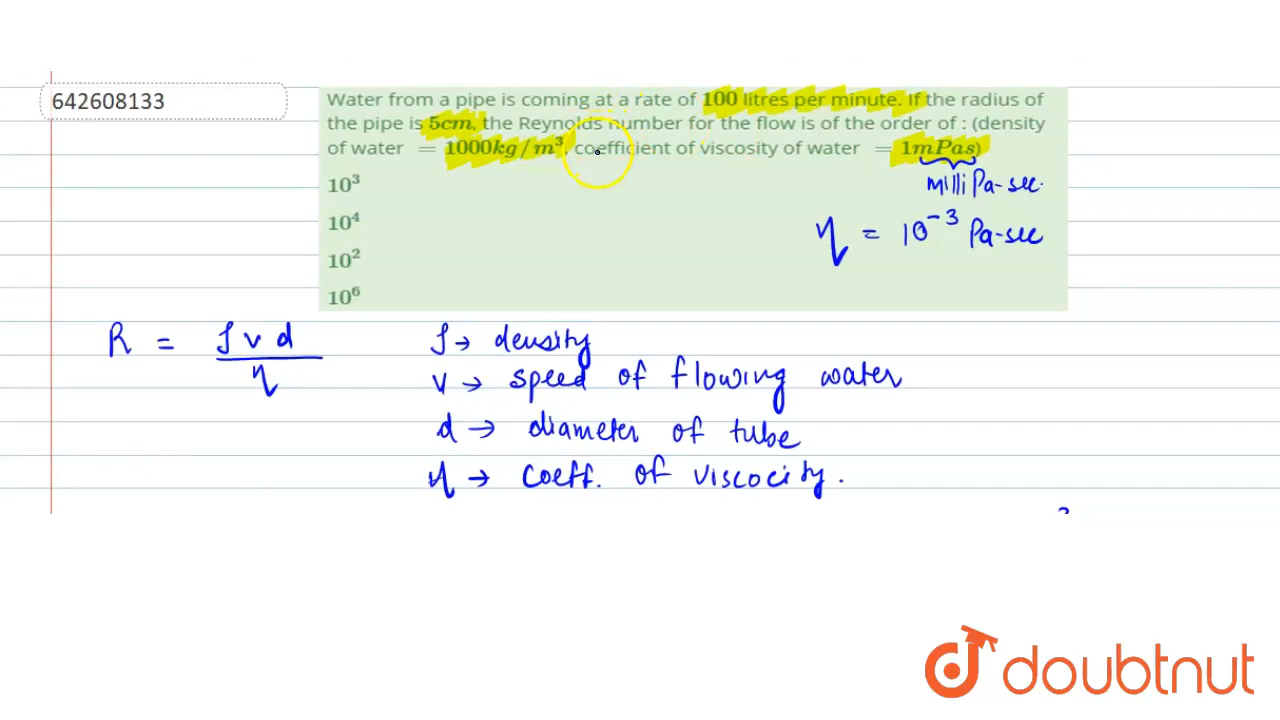 642608133
Water from a pipe is coming at a rate of 100 litres per minute. If the radius of
the pipe is 5cm, the Reynolds number for the flow is of the order of : (density
of water = 1000kg/m³, coefficient of viscosity of water = 1mPas)
milli Pa-sec.
10³
η = 10⁻³ Pa-sec
10⁴
10²
10⁶
R = ρ v d / η
ρ → density
v → speed of flowing water
d → diameter of tube
η → coeff. of viscocity.
doubtnut